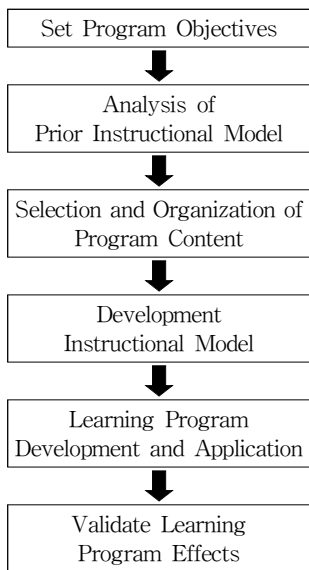 Set Program Objectives
Analysis of
Prior Instructional Model
Selection and Organization of
Program Content
Development
Instructional Model
Learning Program
Development and Application
Validate Learning
Program Effects